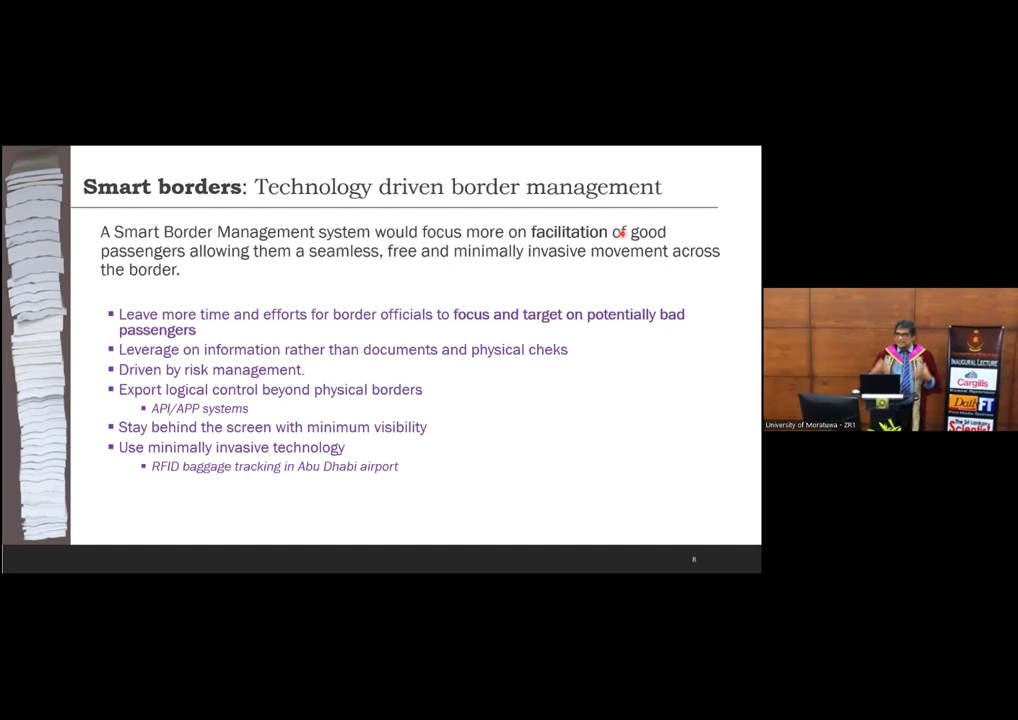 Smart borders: Technology driven border management
A Smart Border Management system would focus more on facilitation of good
passengers allowing them a seamless, free and minimally invasive movement across
the border.
▪ Leave more time and efforts for border officials to focus and target on potentially bad
passengers
▪ Leverage on information rather than documents and physical cheks
▪ Driven by risk management.
▪ Export logical control beyond physical borders
▪ API/APP systems
▪ Stay behind the screen with minimum visibility
▪ Use minimally invasive technology
▪ RFID baggage tracking in Abu Dhabi airport
8
INAUGURAL LECTURE
Cargills
Daily FT
The Sri Lankan
Scientist
University of Moratuwa - ZR1